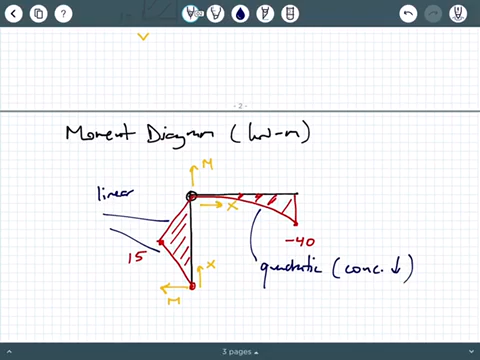 - 2 -
Moment Diagram (kN-m)
M
linear
x
15
-40
x
quadratic (conc. ↓)
M
3 pages